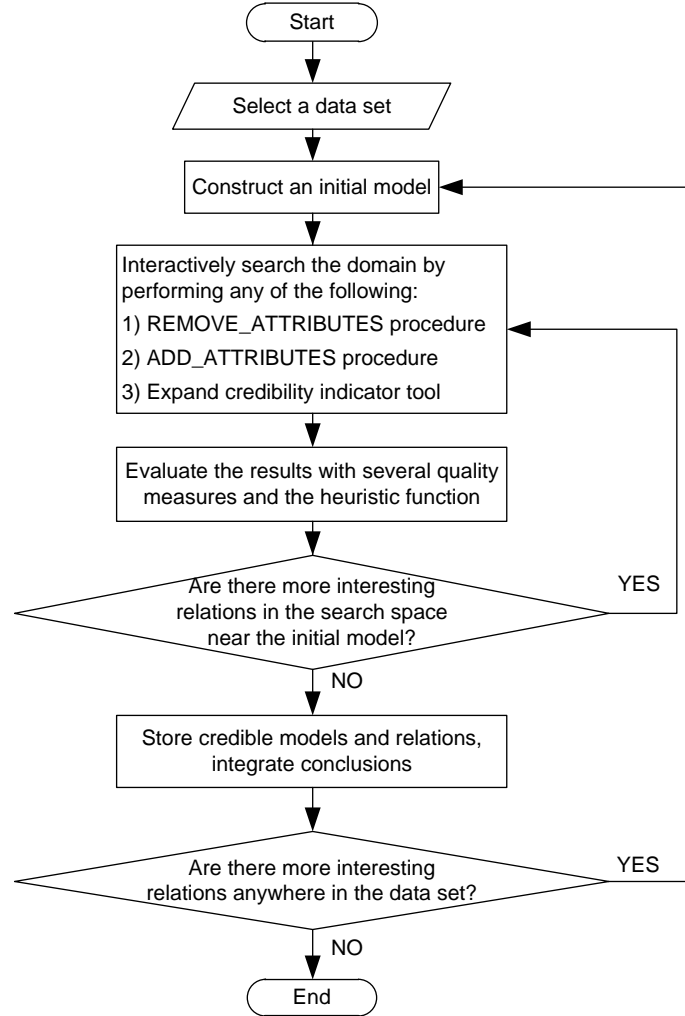 Start
Select a data set
Construct an initial model
Interactively search the domain by
performing any of the following:
1) REMOVE_ATTRIBUTES procedure
2) ADD_ATTRIBUTES procedure
3) Expand credibility indicator tool
Evaluate the results with several quality
measures and the heuristic function
Are there more interesting
relations in the search space
near the initial model?
YES
NO
Store credible models and relations,
integrate conclusions
Are there more interesting
relations anywhere in the data set?
YES
NO
End